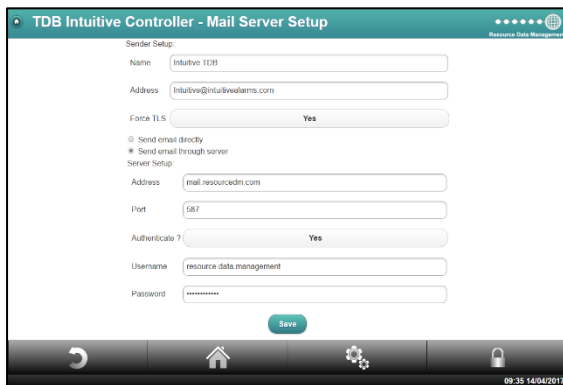 TDB Intuitive Controller - Mail Server Setup
Resource Data Management
Sender Setup:
Name Intuitive TDB
Address Intuitive@intuitivealarms.com
Force TLS Yes
Send email directly
Send email through server
Server Setup:
Address mail.resourcedm.com
Port 587
Authenticate ? Yes
Username resource.data.management
Password ••••••••••••
Save
09:35 14/04/2017